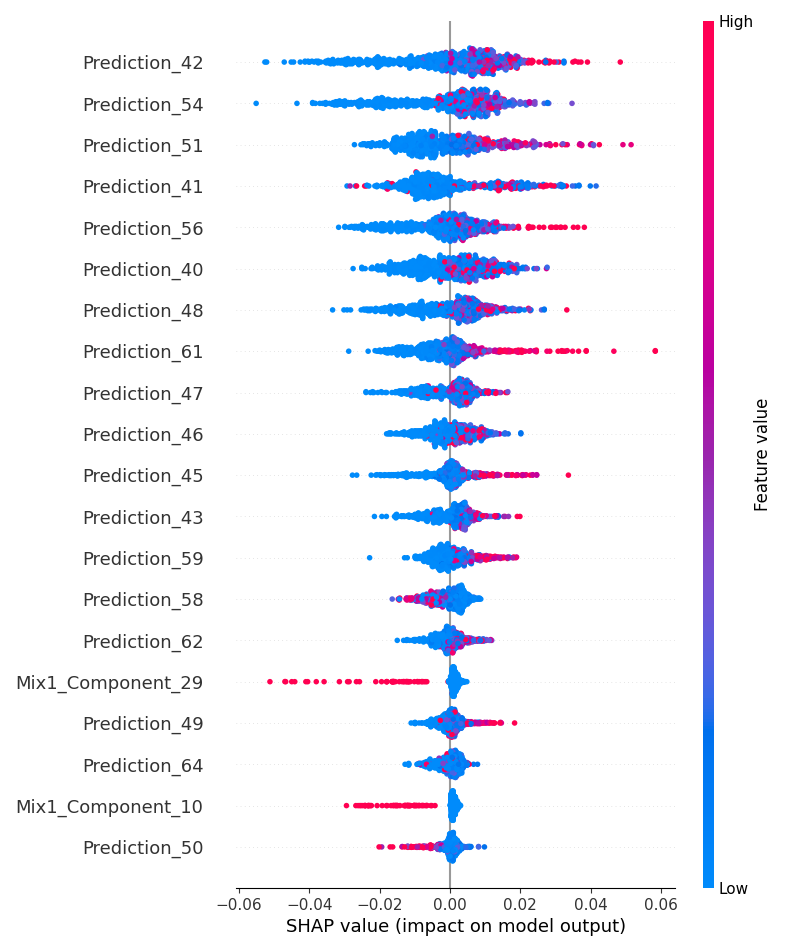 High
Prediction_42
Prediction_54
Prediction_51
Prediction_41
Prediction_56
Prediction_40
Prediction_48
Prediction_61
Prediction_47
Prediction_46
Prediction_45
Prediction_43
Prediction_59
Prediction_58
Prediction_62
Mix1_Component_29
Prediction_49
Prediction_64
Mix1_Component_10
Prediction_50
Feature value
Low
−0.06 −0.04 −0.02 0.00 0.02 0.04 0.06
SHAP value (impact on model output)